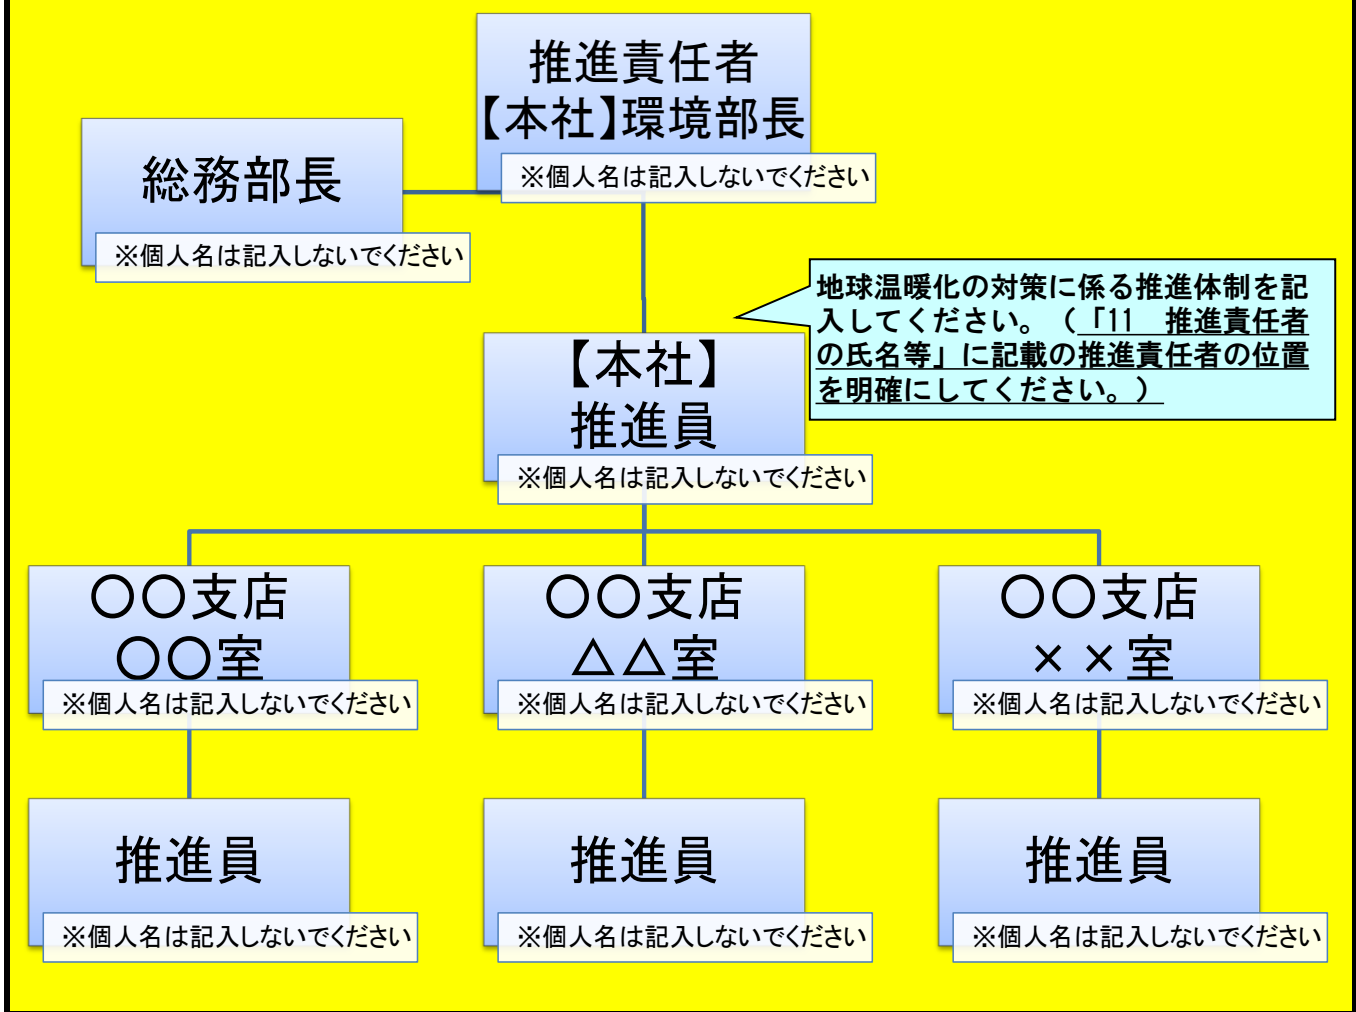 推進責任者
【本社】環境部長
※個人名は記入しないでください
総務部長
※個人名は記入しないでください
地球温暖化の対策に係る推進体制を記
入してください。（「11　推進責任者
の氏名等」に記載の推進責任者の位置
を明確にしてください。）
【本社】
推進員
※個人名は記入しないでください
〇〇支店
〇〇室
※個人名は記入しないでください
〇〇支店
△△室
※個人名は記入しないでください
〇〇支店
××室
※個人名は記入しないでください
推進員
※個人名は記入しないでください
推進員
※個人名は記入しないでください
推進員
※個人名は記入しないでください